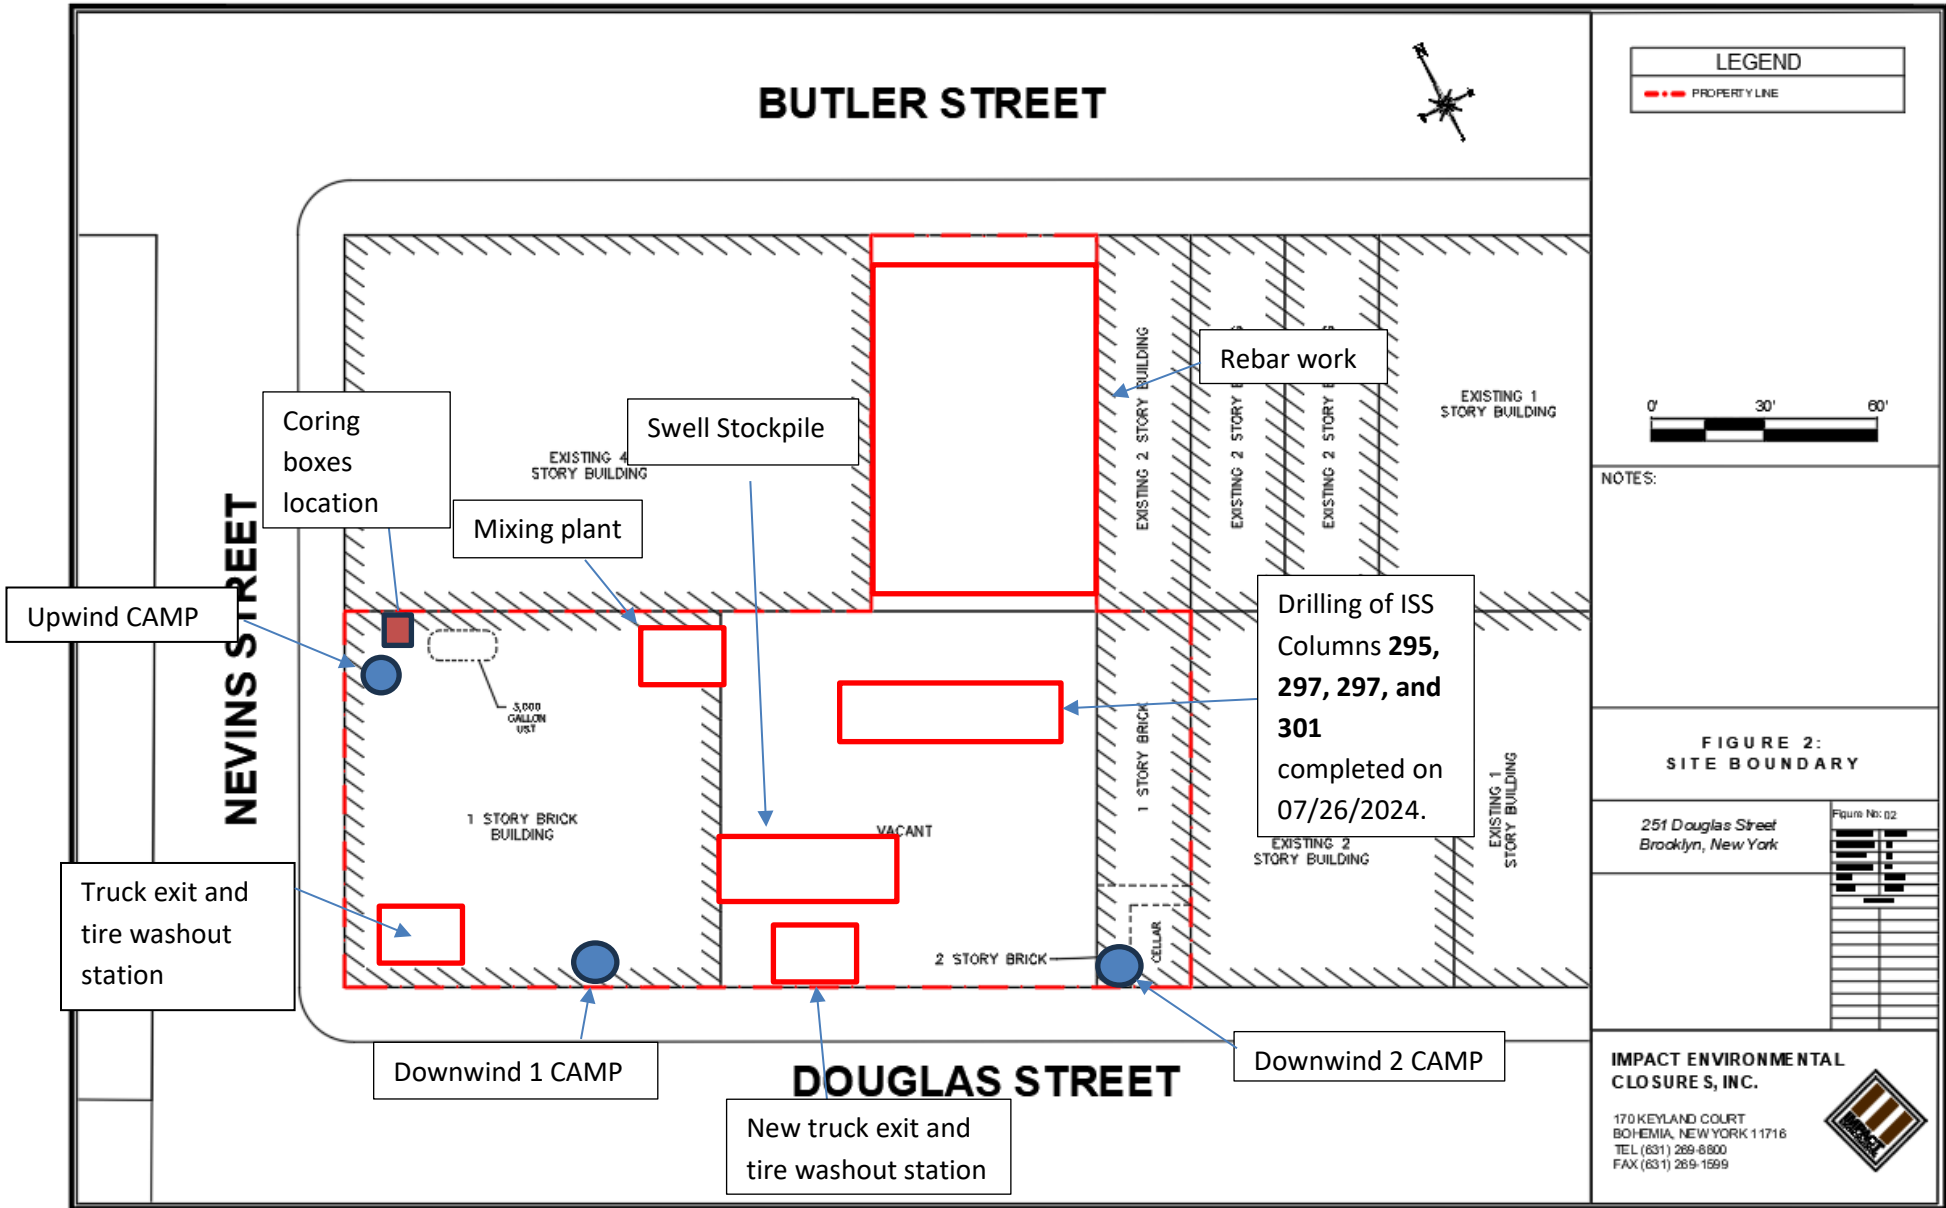 BUTLER STREET
N
LEGEND
PROPERTY LINE
Rebar work
EXISTING 2 STORY BUILDING
EXISTING 2 STORY
EXISTING 2 STORY
EXISTING 1
STORY BUILDING
0' 30' 60'
NOTES:
Coring
boxes
location
Swell Stockpile
EXISTING 4
STORY BUILDING
Mixing plant
NEVINS STREET
Upwind CAMP
Drilling of ISS
Columns 295,
297, 297, and
301
completed on
07/26/2024.
3,000
GALLON
UST
1 STORY BRICK
1 STORY BRICK
BUILDING
VACANT
EXISTING 2
STORY BUILDING
EXISTING 1
STORY BUILDING
FIGURE 2:
SITE BOUNDARY
251 Douglas Street
Brooklyn, New York
Figure No: 02
Truck exit and
tire washout
station
2 STORY BRICK
CELLAR
Downwind 1 CAMP
DOUGLAS STREET
Downwind 2 CAMP
New truck exit and
tire washout station
IMPACT ENVIRONMENTAL
CLOSURES, INC.
170 KEYLAND COURT
BOHEMIA, NEW YORK 11716
TEL (631) 269-8800
FAX (631) 269-1599
IMPACT